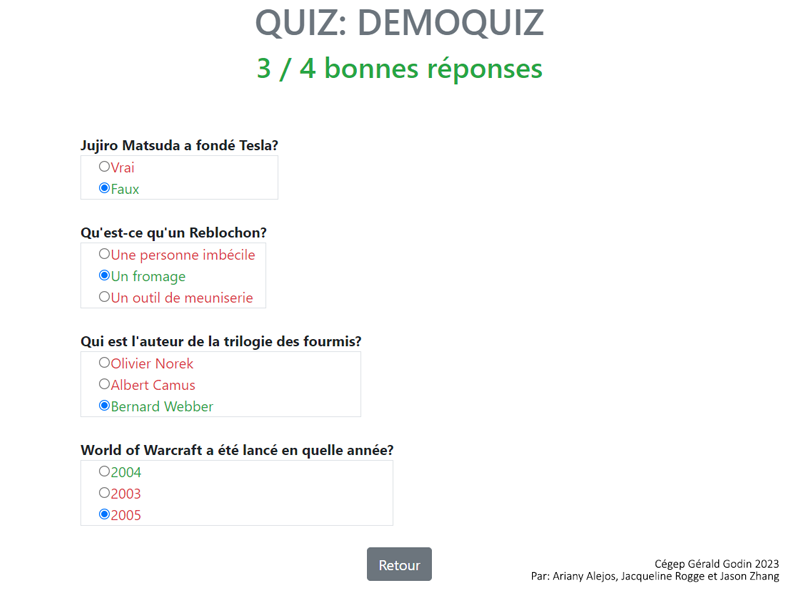 QUIZ: DEMOQUIZ
3 / 4 bonnes réponses
Jujiro Matsuda a fondé Tesla?
Vrai
Faux
Qu'est-ce qu'un Reblochon?
Une personne imbécile
Un fromage
Un outil de meuniserie
Qui est l'auteur de la trilogie des fourmis?
Olivier Norek
Albert Camus
Bernard Webber
World of Warcraft a été lancé en quelle année?
2004
2003
2005
Retour
Cégep Gérald Godin 2023
Par: Ariany Alejos, Jacqueline Rogge et Jason Zhang